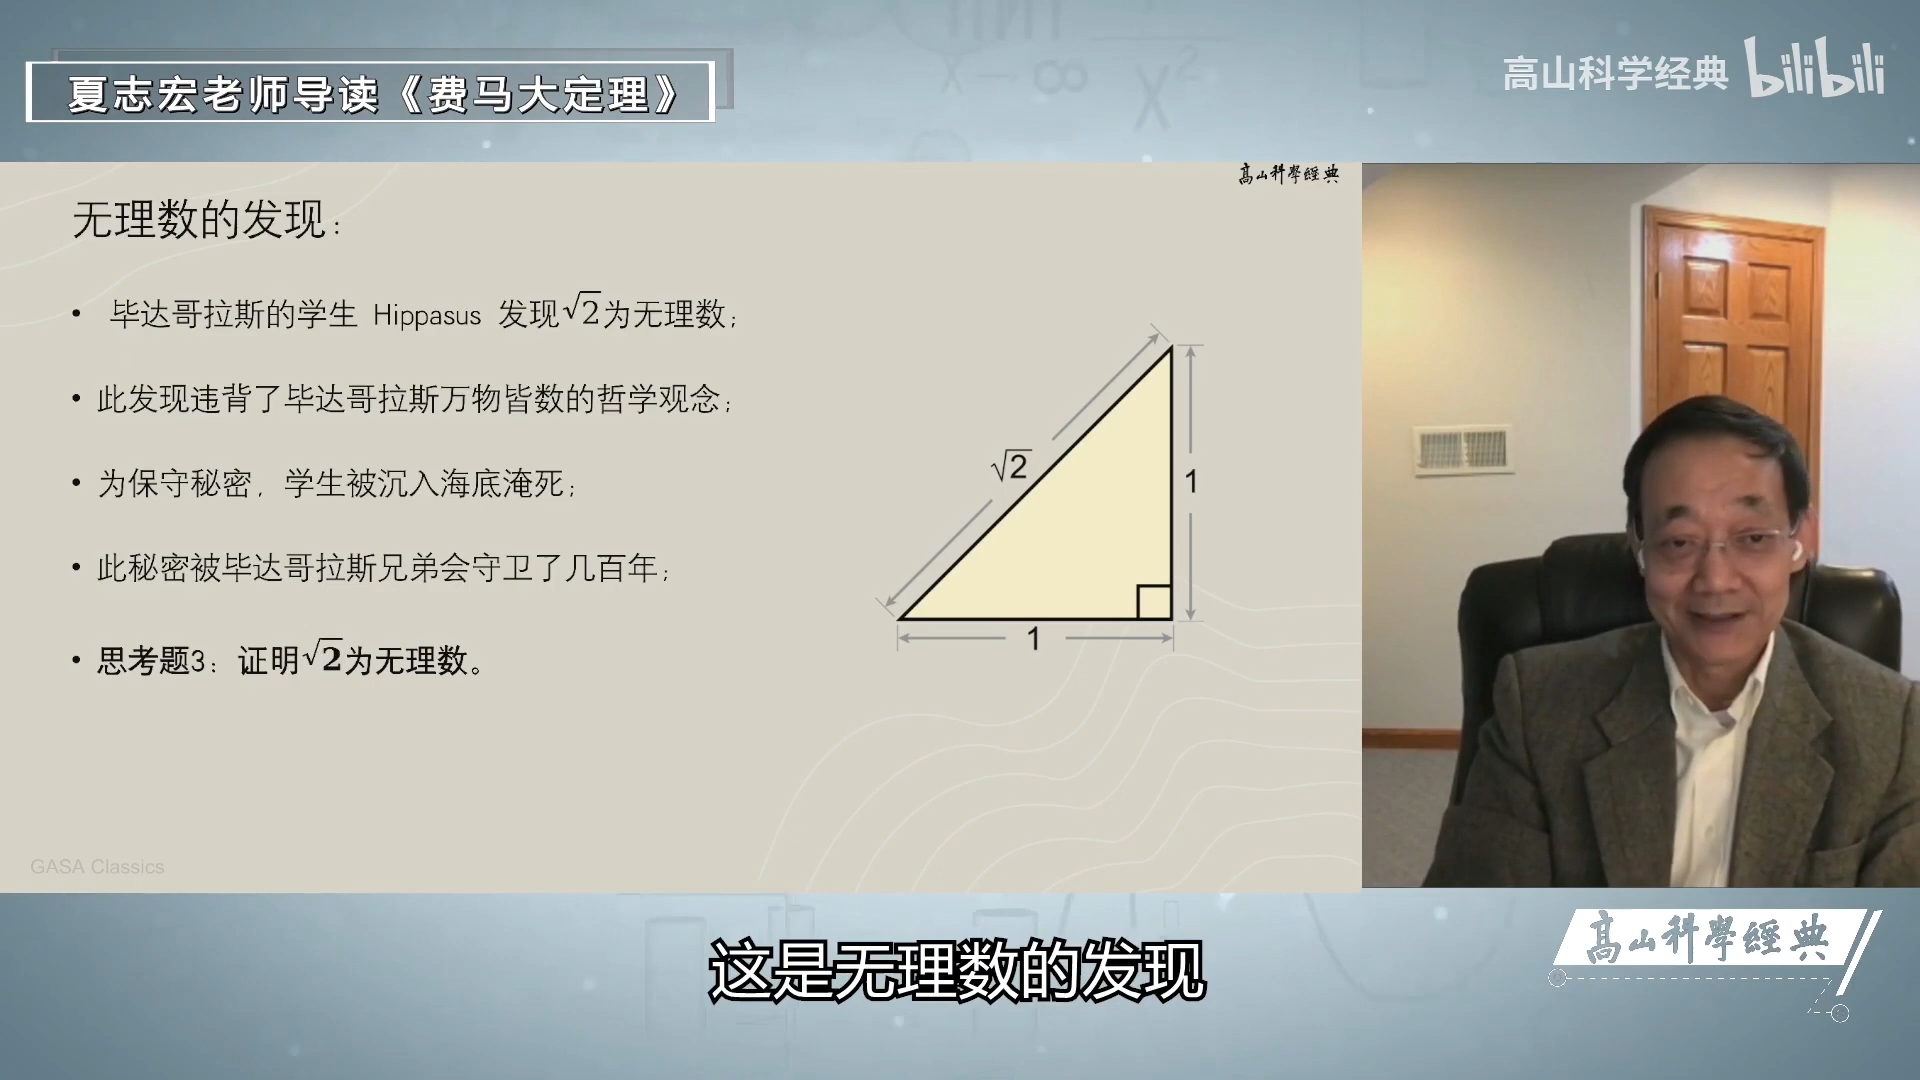 夏志宏老师导读《费马大定理》
高山科学经典 bilibili
高山科學經典
无理数的发现：
• 毕达哥拉斯的学生 Hippasus 发现√2为无理数；
• 此发现违背了毕达哥拉斯万物皆数的哲学观念；
• 为保守秘密，学生被沉入海底淹死；
• 此秘密被毕达哥拉斯兄弟会守卫了几百年；
• 思考题3：证明√2为无理数。
√2
1
1
GASA Classics
这是无理数的发现
高山科學經典